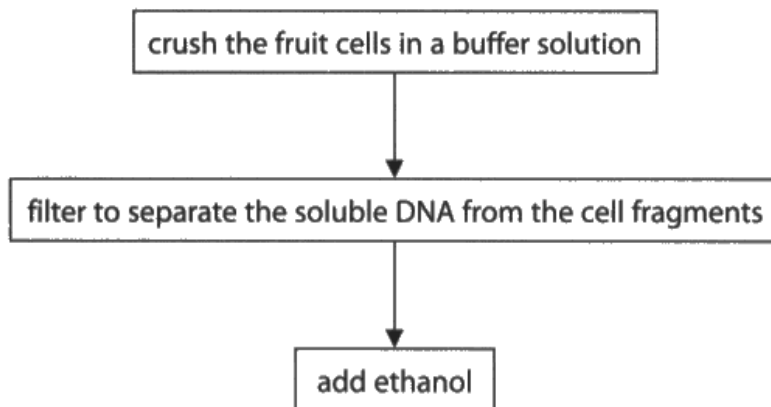 crush the fruit cells in a buffer solution
filter to separate the soluble DNA from the cell fragments
add ethanol